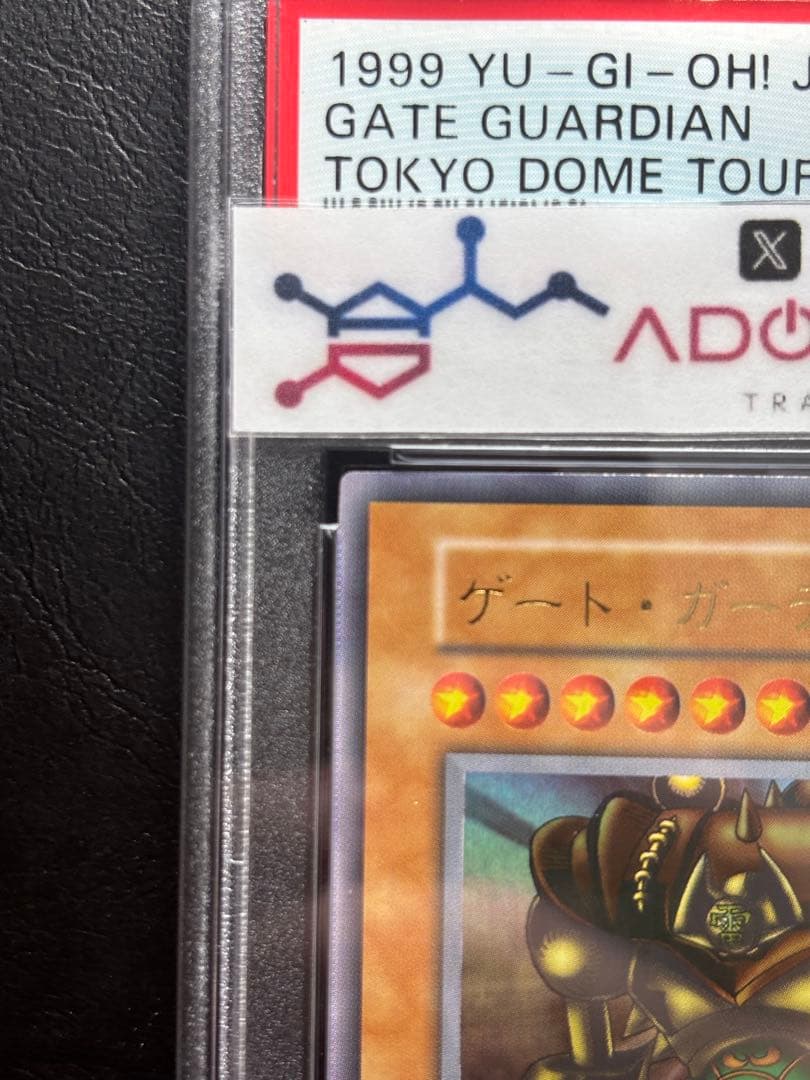 1999 YU-GI-OH! J
GATE GUARDIAN
TOKYO DOME TOUR
X
ADO
TRA
ゲート・ガー